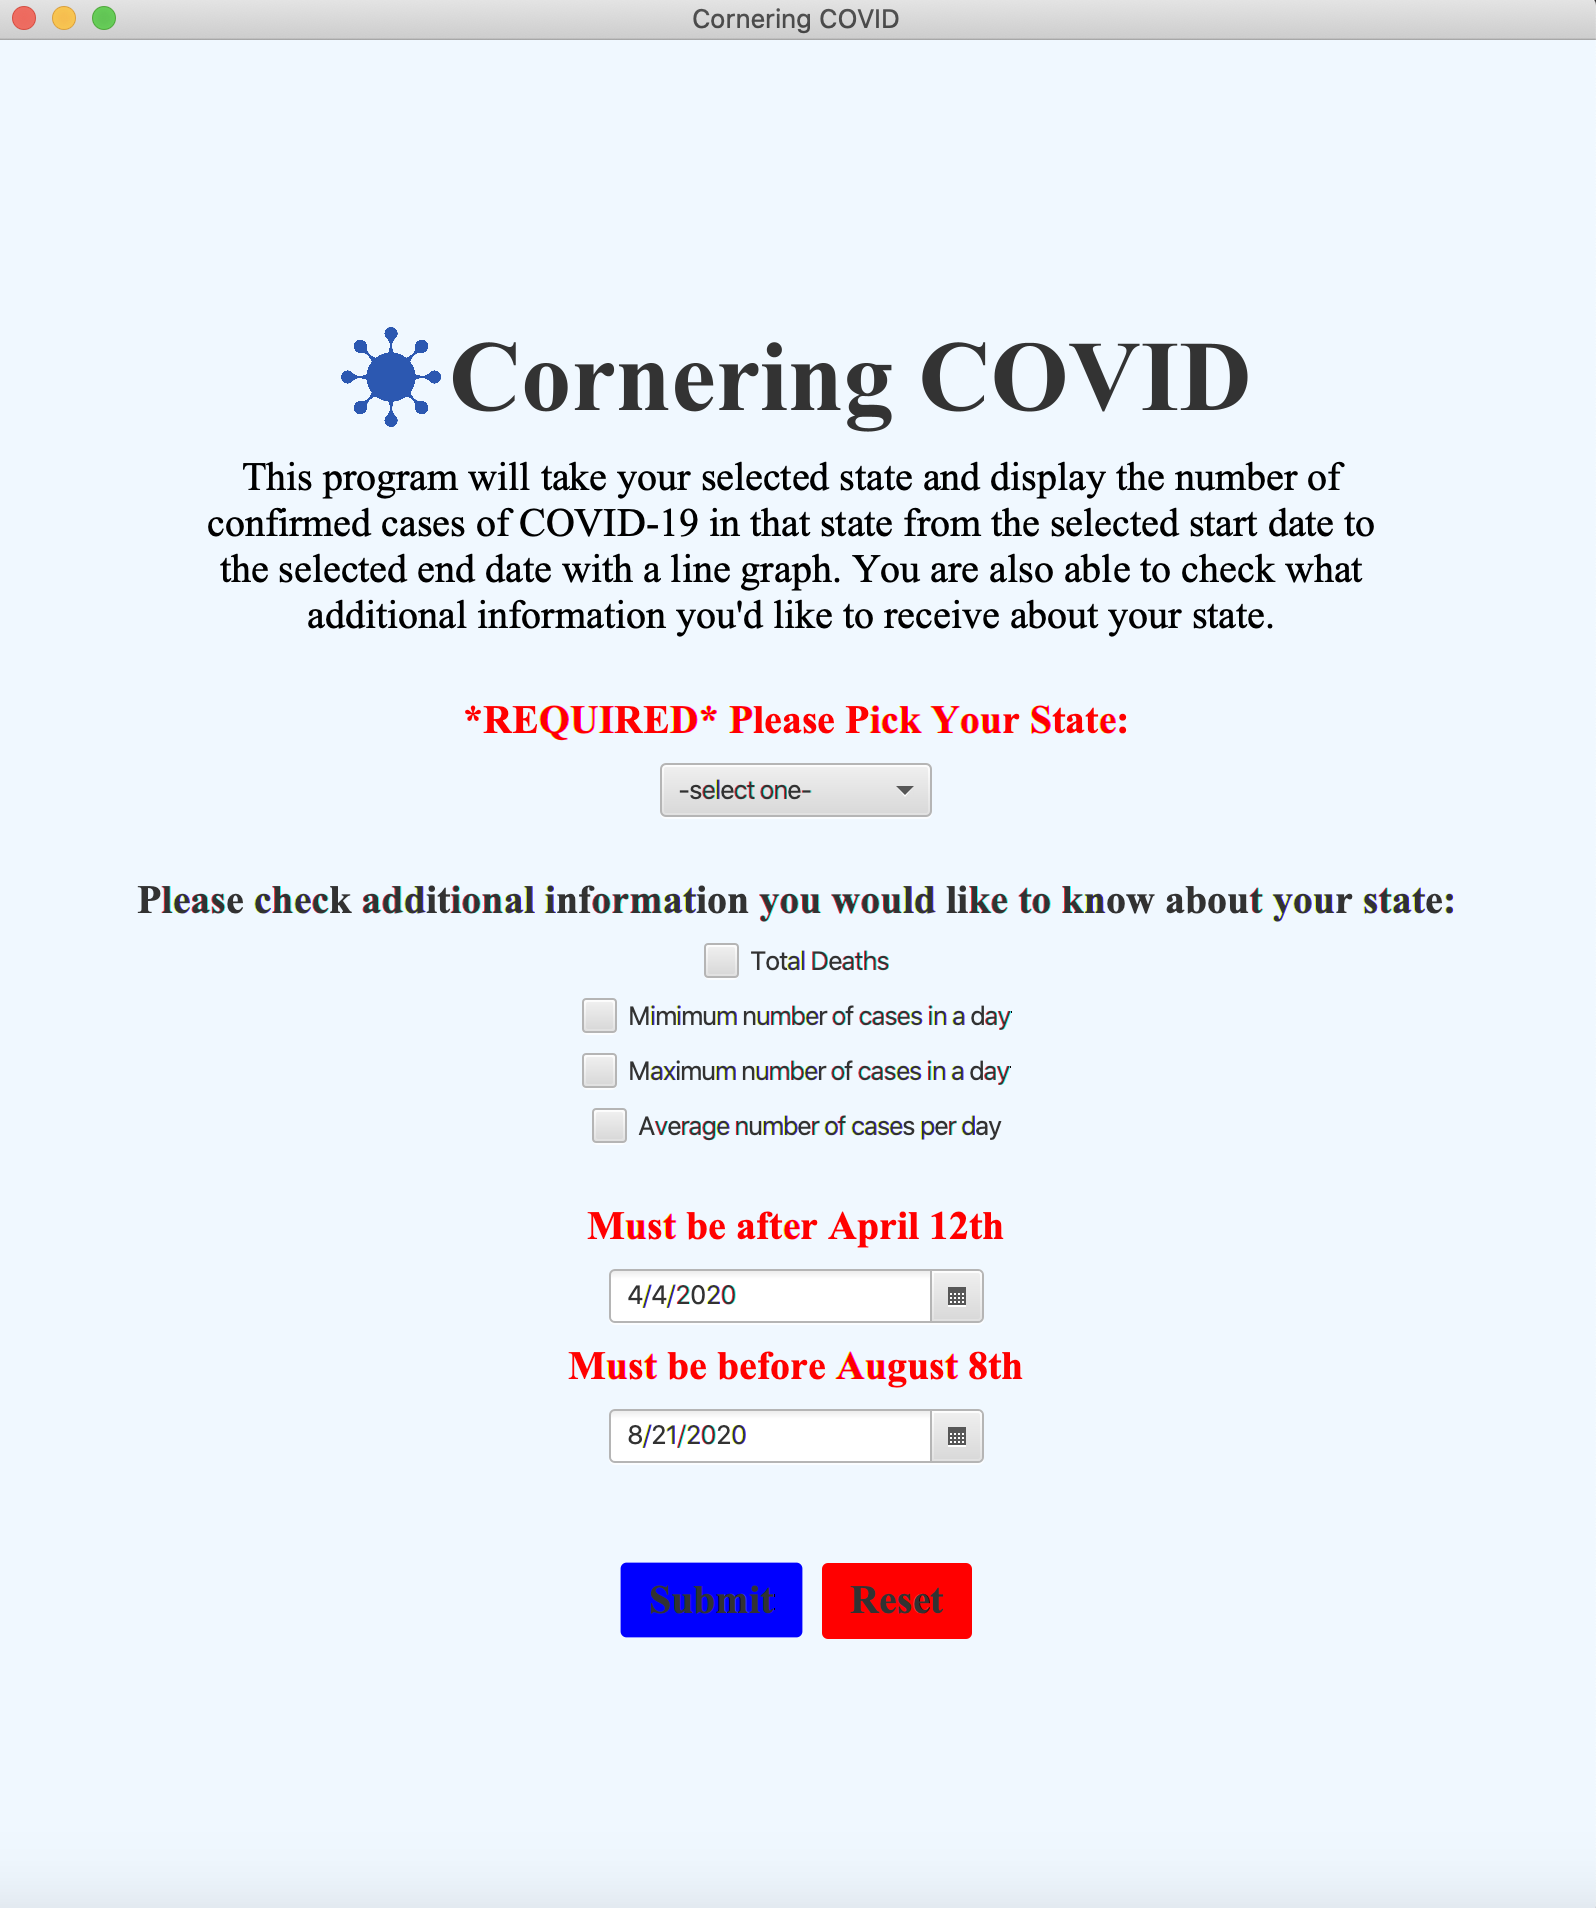 Cornering COVID
Cornering COVID
This program will take your selected state and display the number of
confirmed cases of COVID-19 in that state from the selected start date to
the selected end date with a line graph. You are also able to check what
additional information you'd like to receive about your state.
*REQUIRED* Please Pick Your State:
-select one-
Please check additional information you would like to know about your state:
Total Deaths
Mimimum number of cases in a day
Maximum number of cases in a day
Average number of cases per day
Must be after April 12th
4/4/2020
Must be before August 8th
8/21/2020
Submit Reset